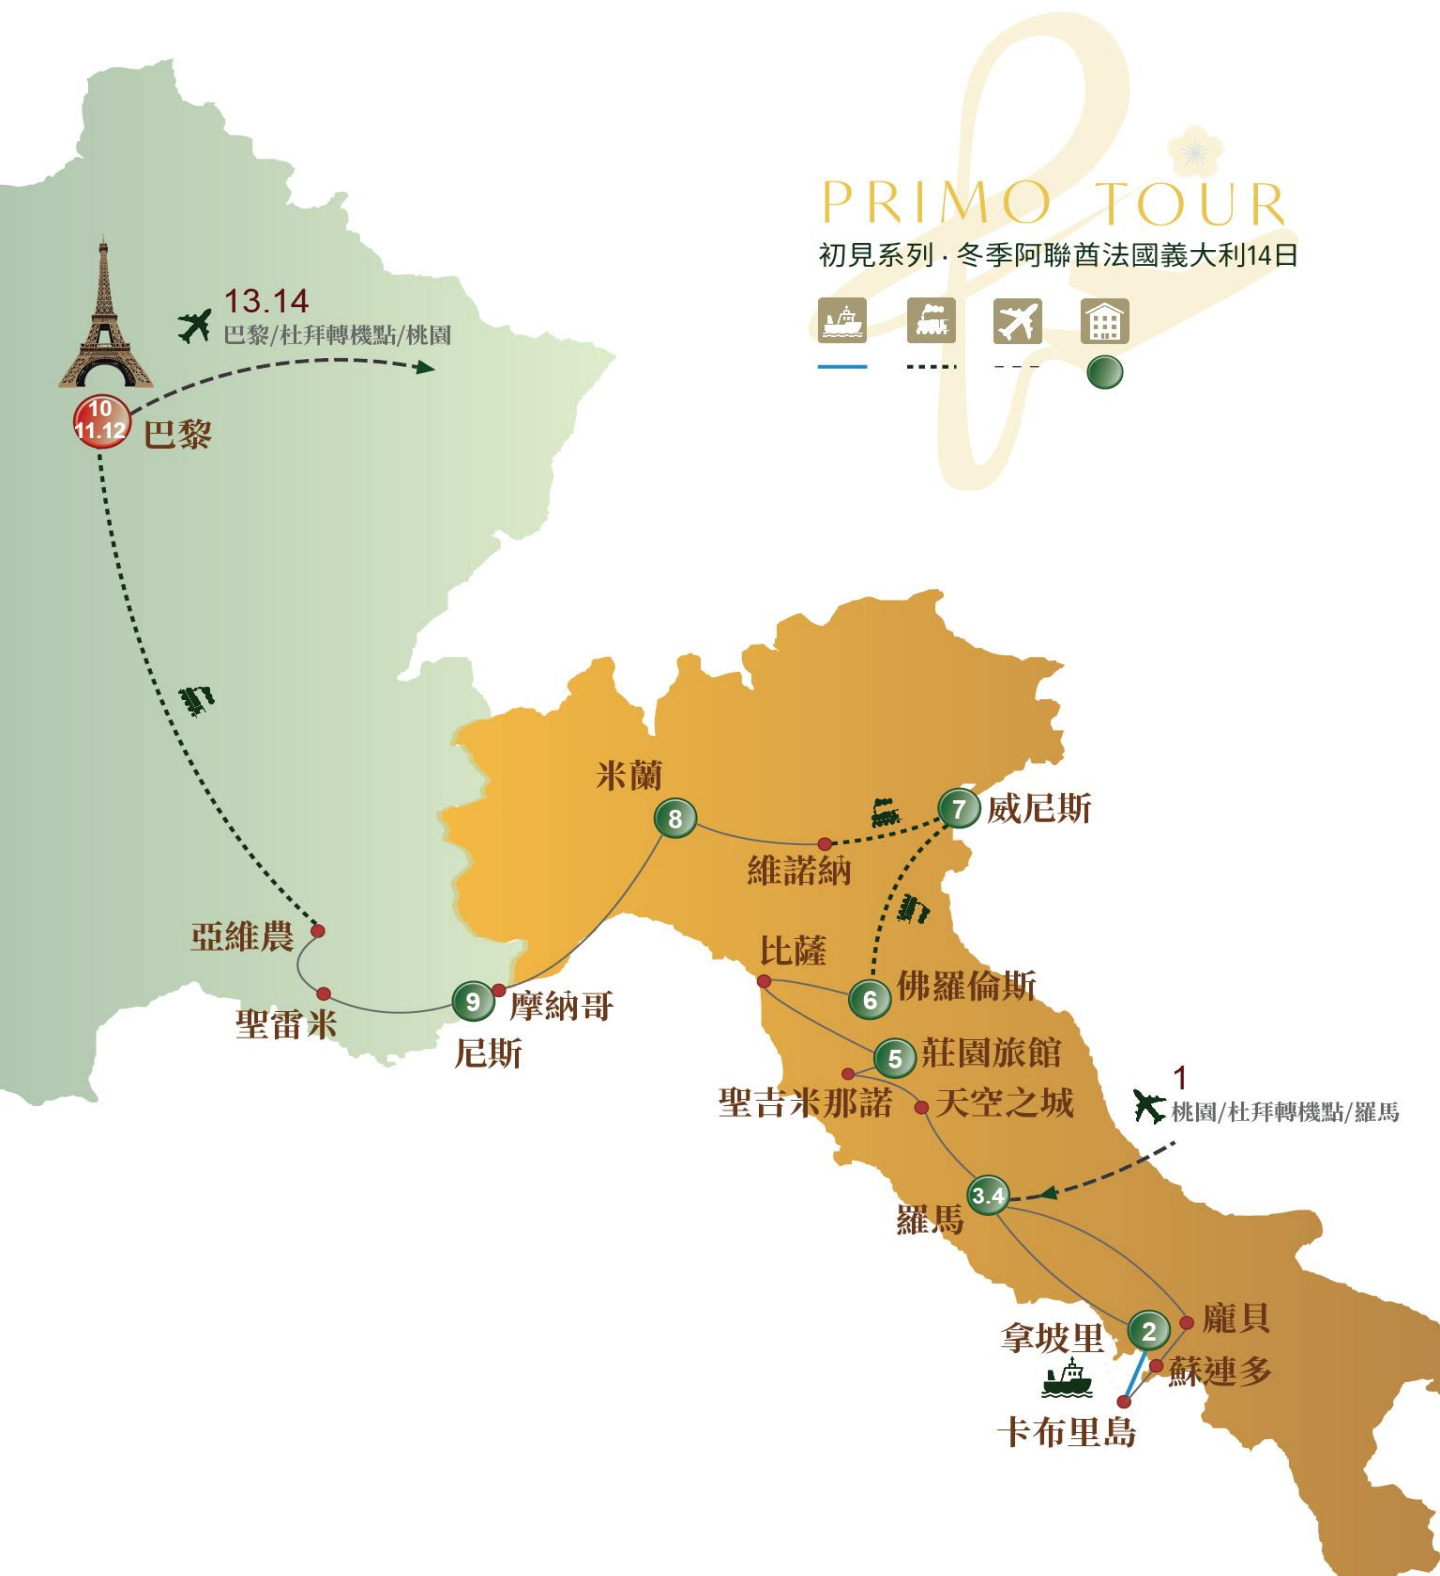 PRIMO TOUR
初見系列·冬季阿聯酋法國義大利14日
13.14
巴黎/杜拜轉機點/桃園
10
11.12
巴黎
米蘭
8
7
威尼斯
維諾納
亞維農
比薩
佛羅倫斯
6
聖雷米
9
摩納哥
尼斯
5
莊園旅館
聖吉米那諾
天空之城
1
桃園/杜拜轉機點/羅馬
3.4
羅馬
龐貝
拿坡里
2
蘇連多
卡布里島